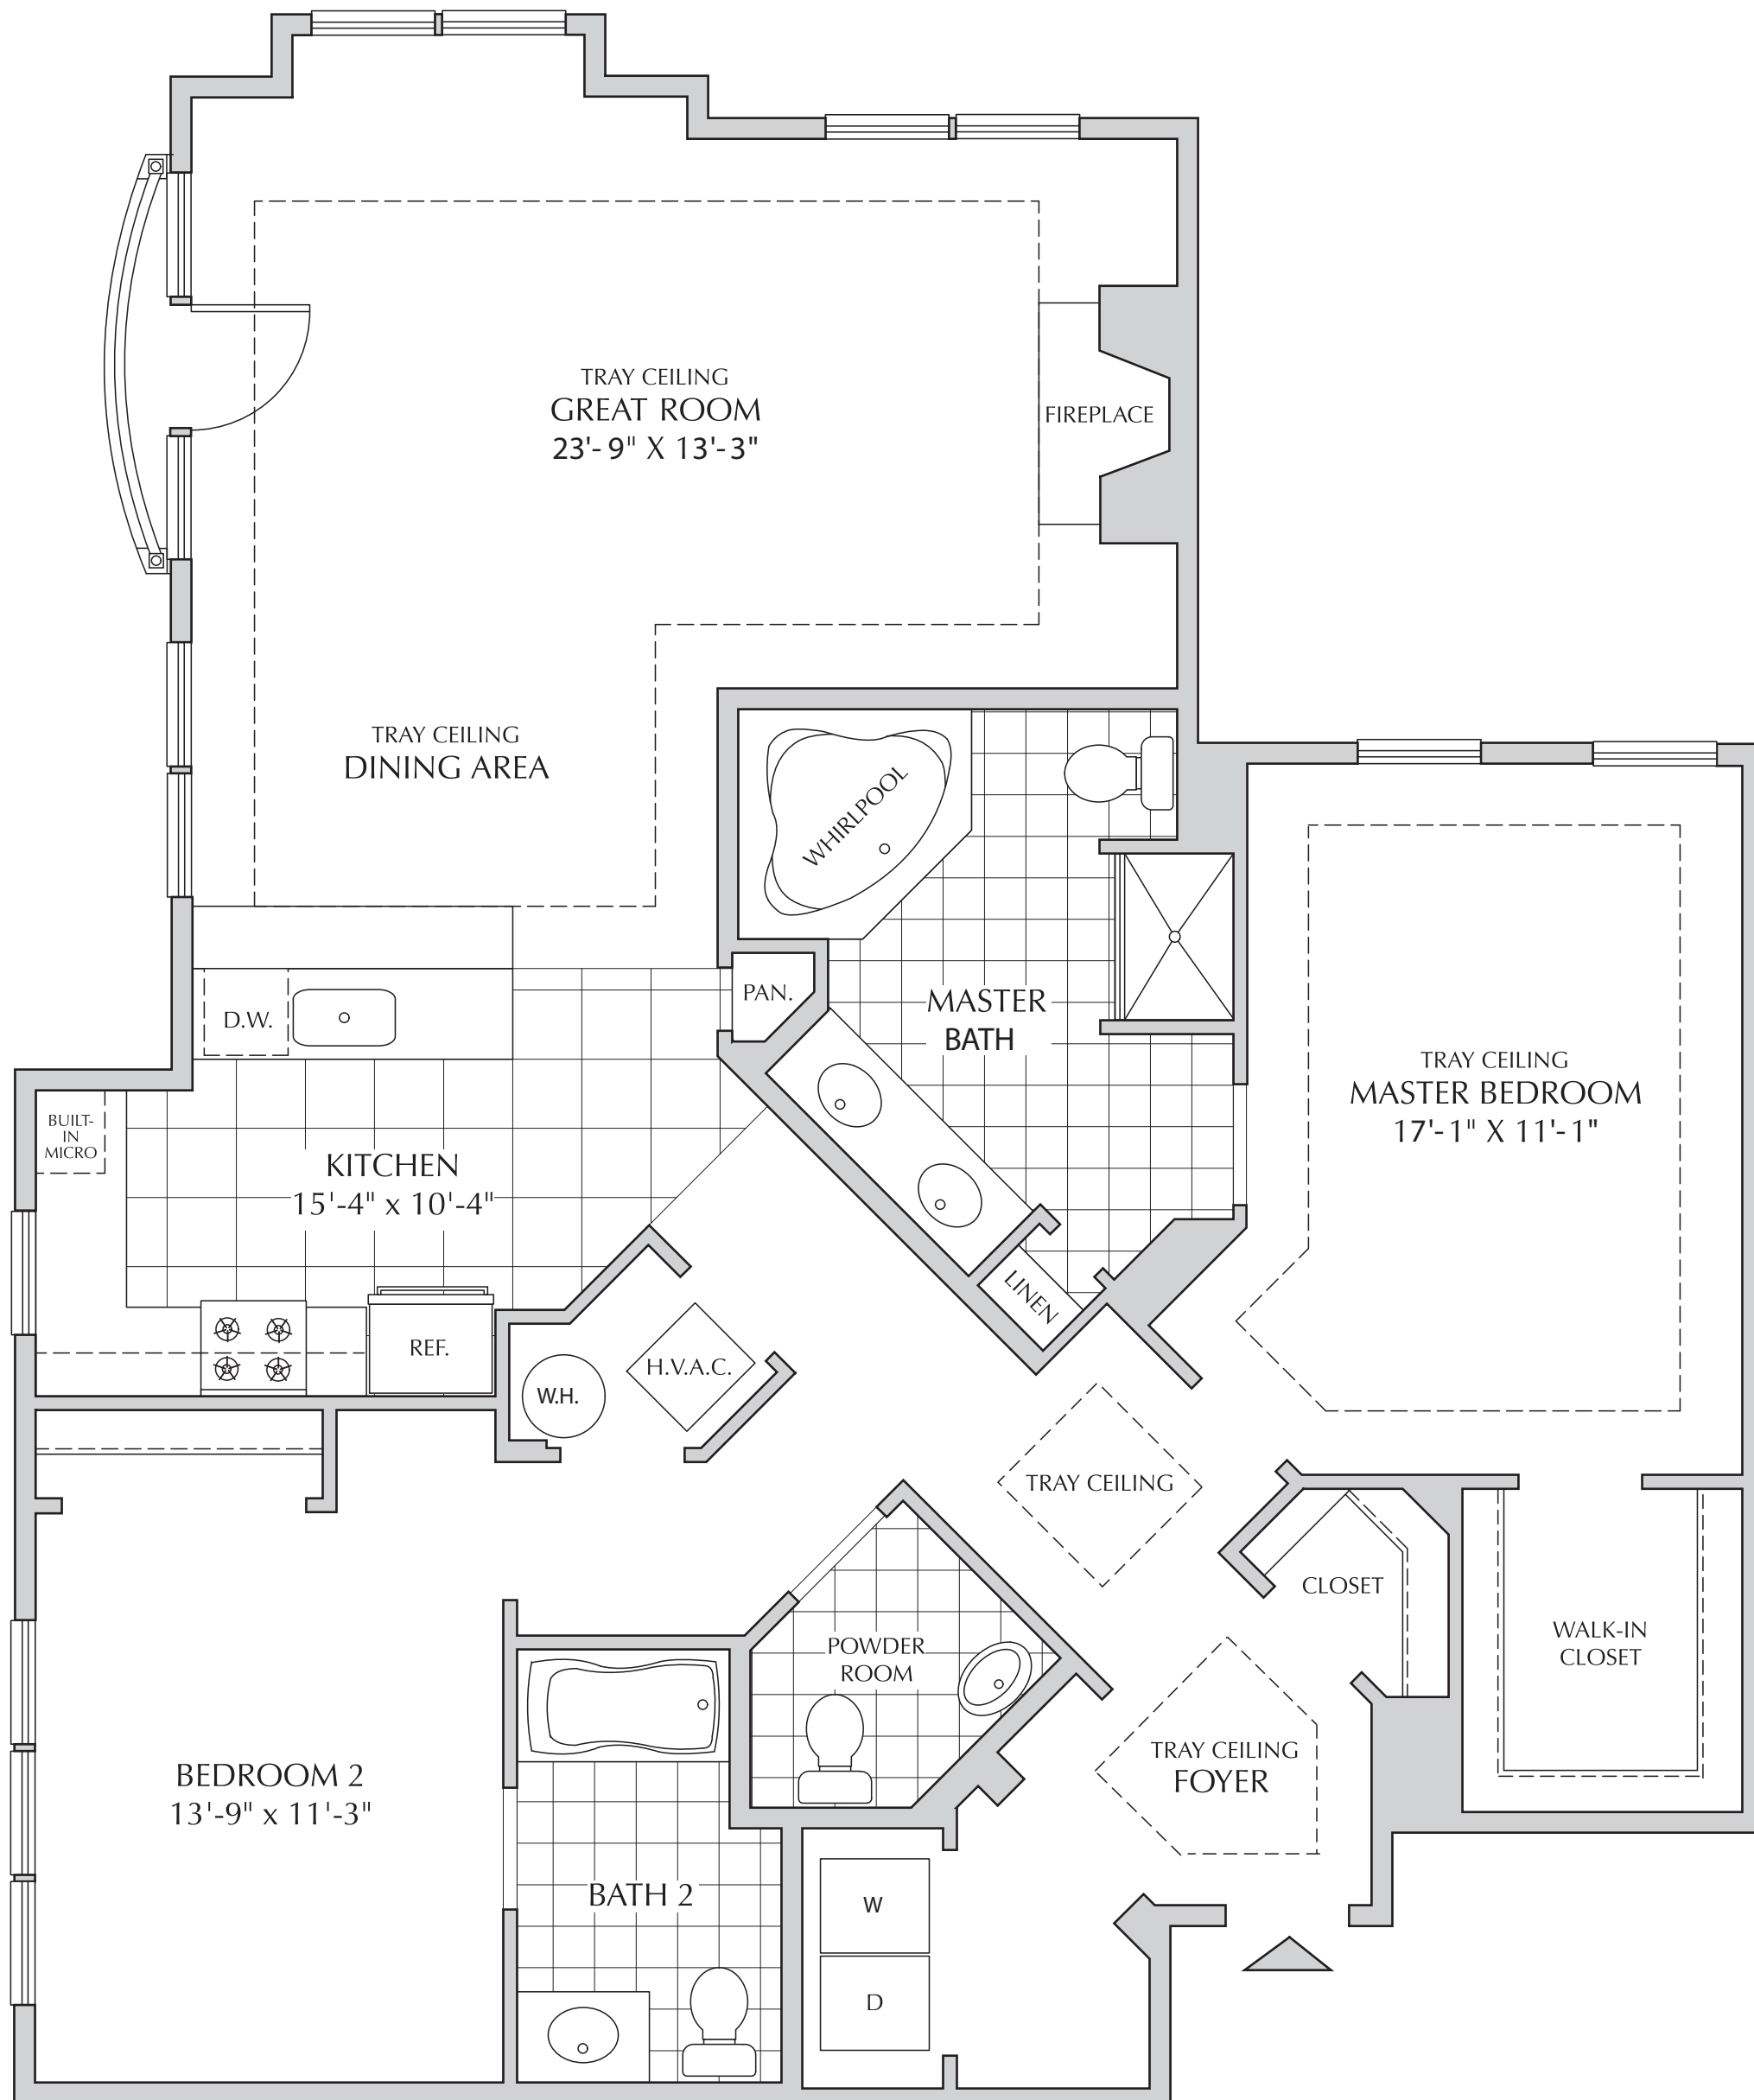 TRAY CEILING
GREAT ROOM
23'-9" X 13'-3"
FIREPLACE
TRAY CEILING
DINING AREA
WHIRLPOOL
PAN.
D.W.
MASTER
BATH
TRAY CEILING
MASTER BEDROOM
17'-1" X 11'-1"
BUILT-
IN
MICRO
KITCHEN
15'-4" x 10'-4"
LINEN
REF.
H.V.A.C.
W.H.
TRAY CEILING
CLOSET
WALK-IN
CLOSET
POWDER
ROOM
TRAY CEILING
FOYER
BEDROOM 2
13'-9" x 11'-3"
BATH 2
W
D